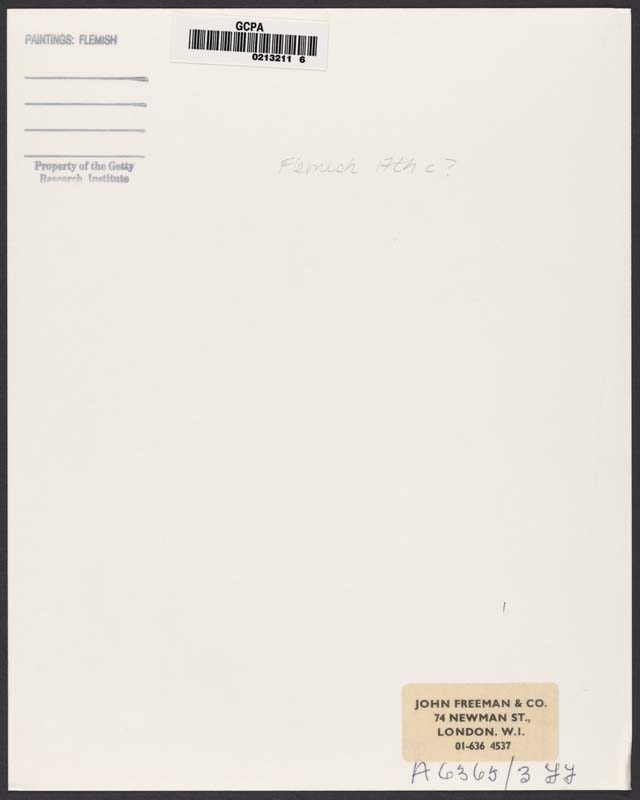 PAINTINGS: FLEMISH
GCPA
0213211 6
Property of the Getty
Research Institute
Flemish 17th c?
JOHN FREEMAN & CO.
74 NEWMAN ST.,
LONDON. W.I.
01-636 4537
A6365/3